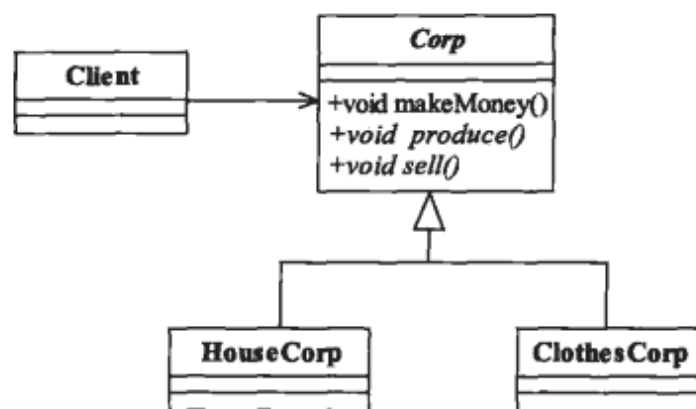 Corp
Client
+void makeMoney()
+void produce()
+void sell()
HouseCorp
ClothesCorp